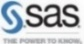 sas
THE POWER TO KNOW